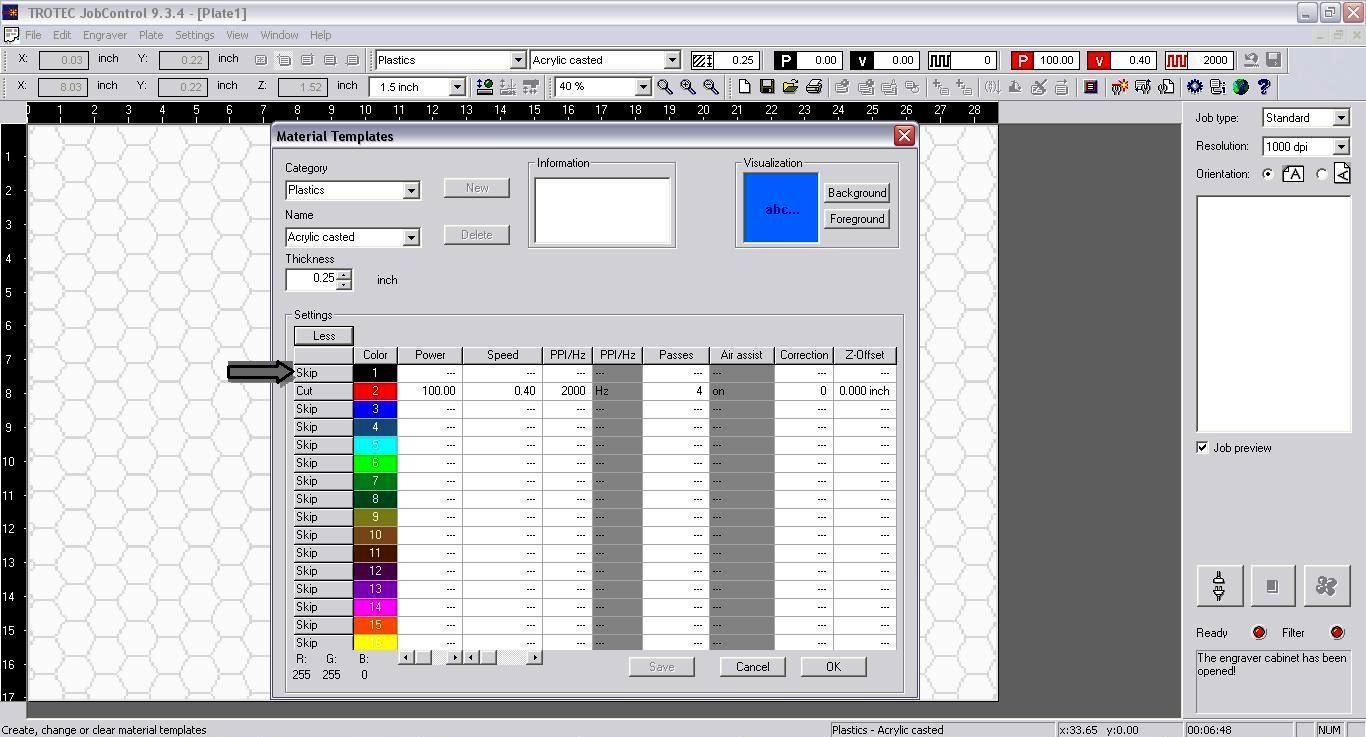 TROTEC JobControl 9.3.4 - [Plate1]
File Edit Engraver Plate Settings View Window Help
X: 0.03 inch Y: 0.22 inch Plastics Acrylic casted 0.25 P 0.00 v 0.00 0 P 100.00 v 0.40 2000
X: 8.03 inch Y: 0.22 inch Z: 1.52 inch 1.5 inch 40 %
0 1 2 3 4 5 6 7 8 9 10 11 12 13 14 15 16 17 18 19 20 21 22 23 24 25 26 27 28
1
2
3
4
5
6
7
8
9
10
11
12
13
14
15
16
17
Material Templates
Category
Plastics
New
Name
Acrylic casted
Delete
Thickness
0.25 inch
Information
Visualization
abc...
Background
Foreground
Settings
Less
Color Power Speed PPI/Hz PPI/Hz Passes Air assist Correction Z-Offset
Skip 1 --- --- --- --- --- --- --- ---
Cut 2 100.00 0.40 2000 Hz 4 on 0 0.000 inch
Skip 3 --- --- --- --- --- --- --- ---
Skip 4 --- --- --- --- --- --- --- ---
Skip 5 --- --- --- --- --- --- --- ---
Skip 6 --- --- --- --- --- --- --- ---
Skip 7 --- --- --- --- --- --- --- ---
Skip 8 --- --- --- --- --- --- --- ---
Skip 9 --- --- --- --- --- --- --- ---
Skip 10 --- --- --- --- --- --- --- ---
Skip 11 --- --- --- --- --- --- --- ---
Skip 12 --- --- --- --- --- --- --- ---
Skip 13 --- --- --- --- --- --- --- ---
Skip 14 --- --- --- --- --- --- --- ---
Skip 15 --- --- --- --- --- --- --- ---
Skip --- --- --- --- --- --- --- ---
R: G: B:
255 255 0
Save Cancel OK
Job type: Standard
Resolution: 1000 dpi
Orientation: A A
Job preview
Ready Filter
The engraver cabinet has been
opened!
Create, change or clear material templates Plastics - Acrylic casted x:33.65 y:0.00 00:06:48 NUM